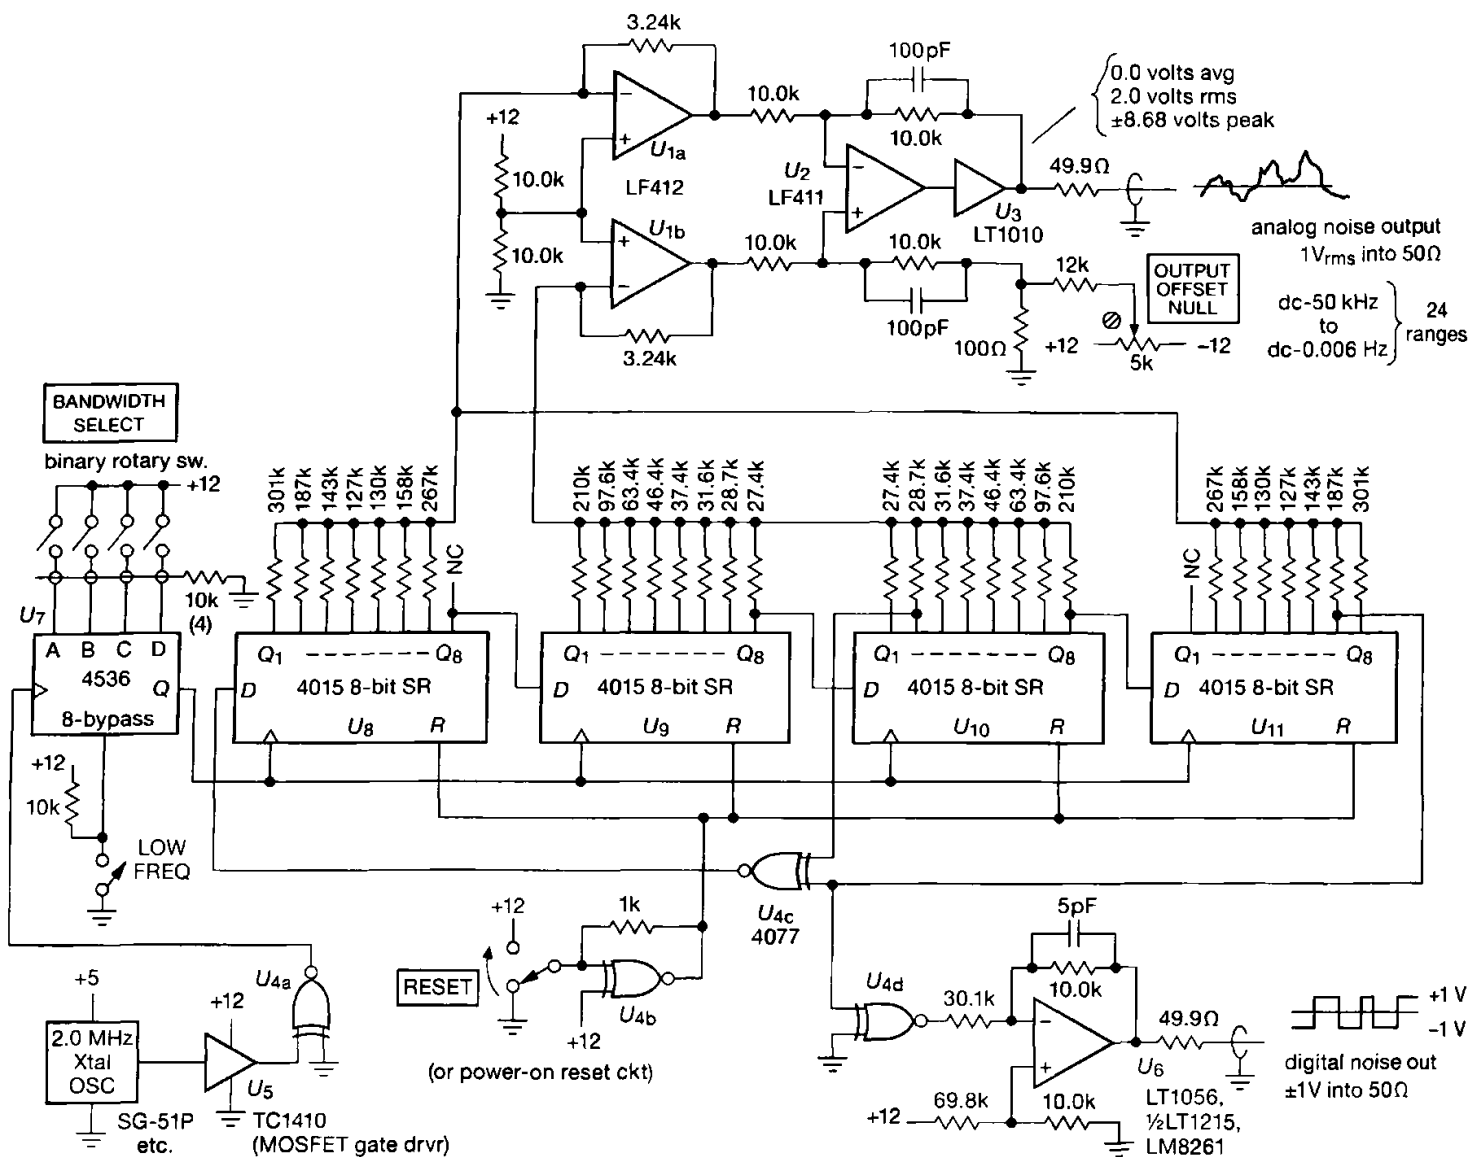 3.24k
100pF
0.0 volts avg
2.0 volts rms
±8.68 volts peak
10.0k
10.0k
+12
−
+
U1a
LF412
10.0k
10.0k
U1b
+
−
3.24k
10.0k
U2
LF411
−
+
U3
LT1010
49.9Ω
analog noise output
1Vrms into 50Ω
10.0k
100pF
12k
OUTPUT
OFFSET
NULL
100Ω
+12
5k
−12
dc-50 kHz
to
dc-0.006 Hz
24
ranges
BANDWIDTH
SELECT
binary rotary sw.
+12
10k
(4)
301k 187k 143k 127k 130k 158k 267k
NC
210k 97.6k 63.4k 46.4k 37.4k 31.6k 28.7k 27.4k
27.4k 28.7k 31.6k 37.4k 46.4k 63.4k 97.6k 210k
NC
267k 158k 130k 127k 143k 187k 301k
U7
A B C D
4536
Q
8-bypass
Q1 Q8
D 4015 8-bit SR
U8 R
Q1 Q8
D 4015 8-bit SR
U9 R
Q1 Q8
D 4015 8-bit SR
U10 R
Q1 Q8
D 4015 8-bit SR
U11 R
+12
10k
LOW
FREQ
U4c
4077
+12
1k
RESET
U4b
+12
(or power-on reset ckt)
+5
2.0 MHz
Xtal
OSC
SG-51P
etc.
+12
U5
TC1410
(MOSFET gate drvr)
U4a
U4d
30.1k
5pF
10.0k
−
+
49.9Ω
U6
LT1056,
½LT1215,
LM8261
+12
69.8k
10.0k
+1 V
−1 V
digital noise out
±1V into 50Ω